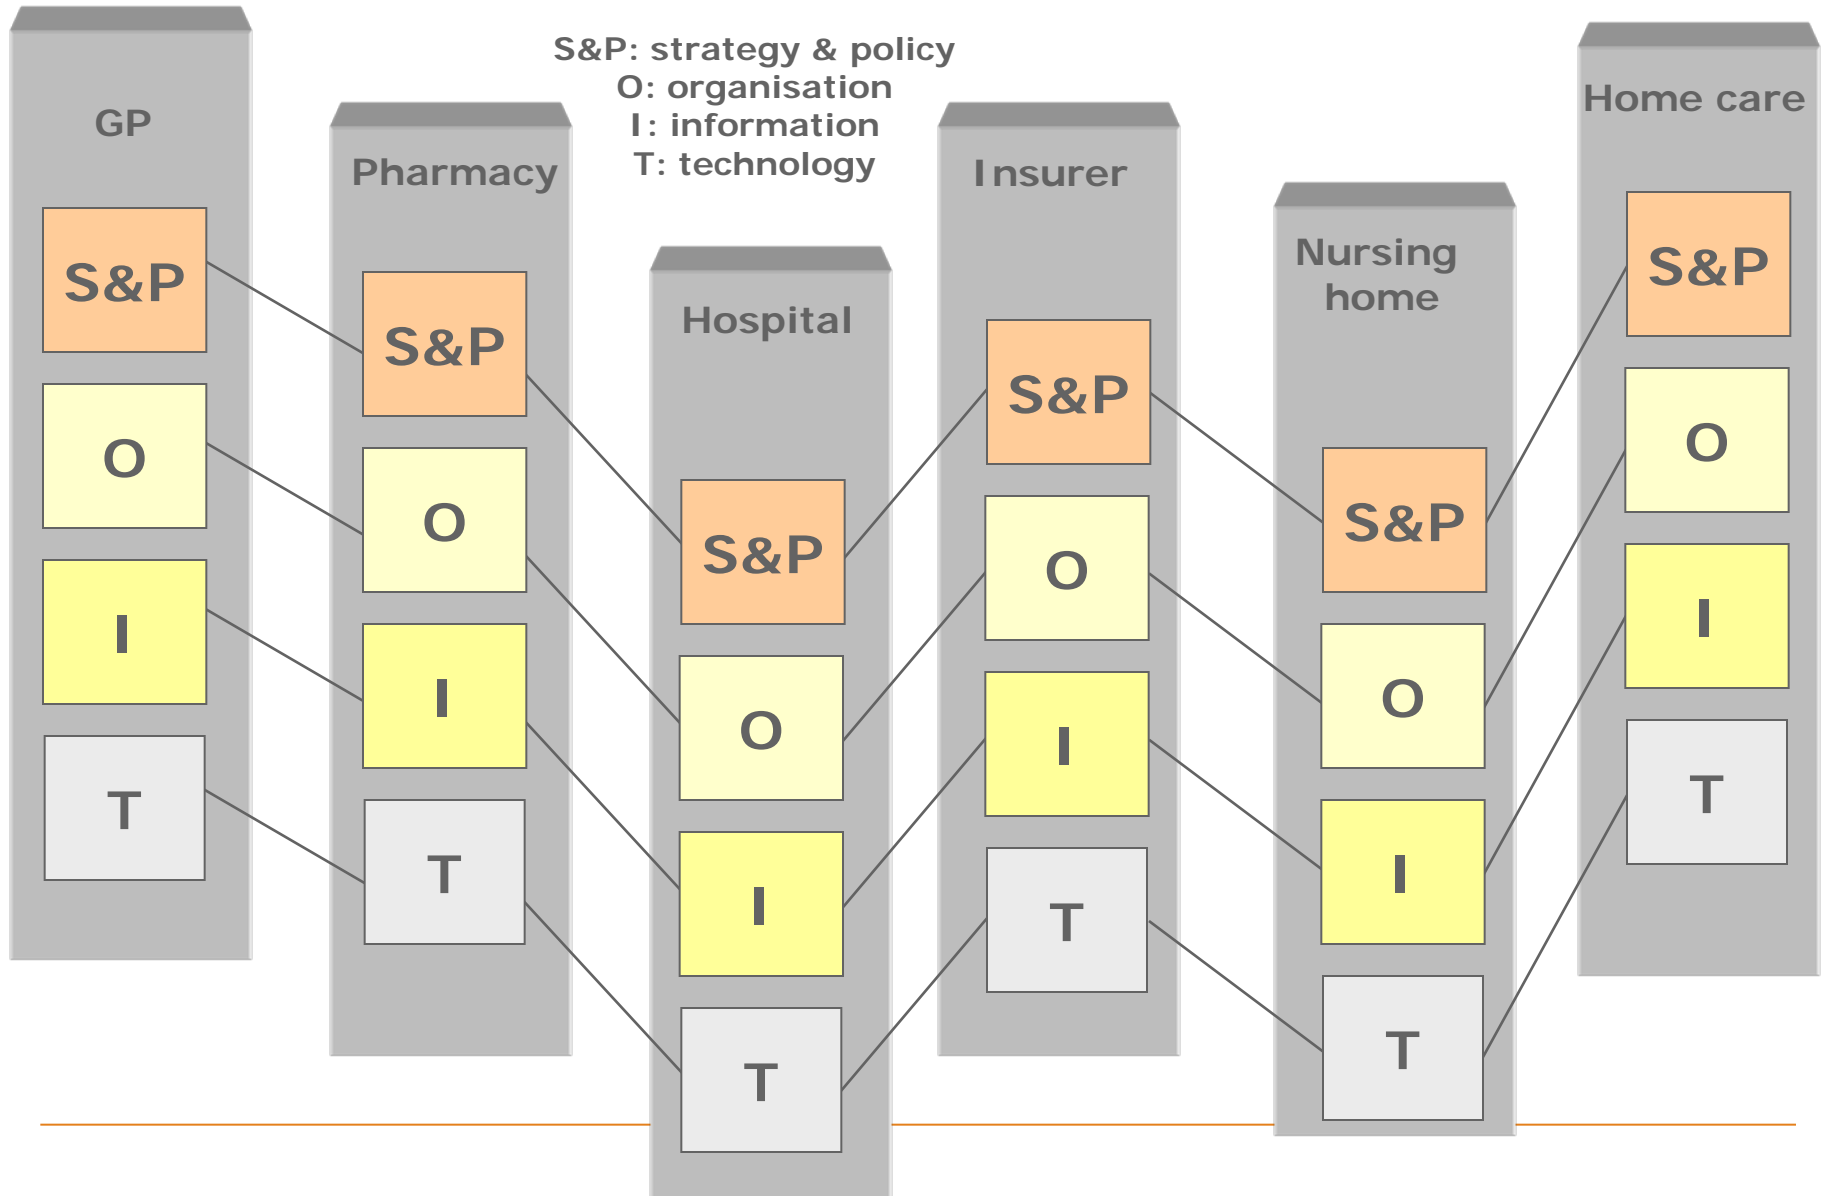 S&P: strategy & policy
O: organisation
I: information
T: technology
GP
S&P
O
I
T
Pharmacy
S&P
O
I
T
Hospital
S&P
O
I
T
Insurer
S&P
O
I
T
Nursing
home
S&P
O
I
T
Home care
S&P
O
I
T